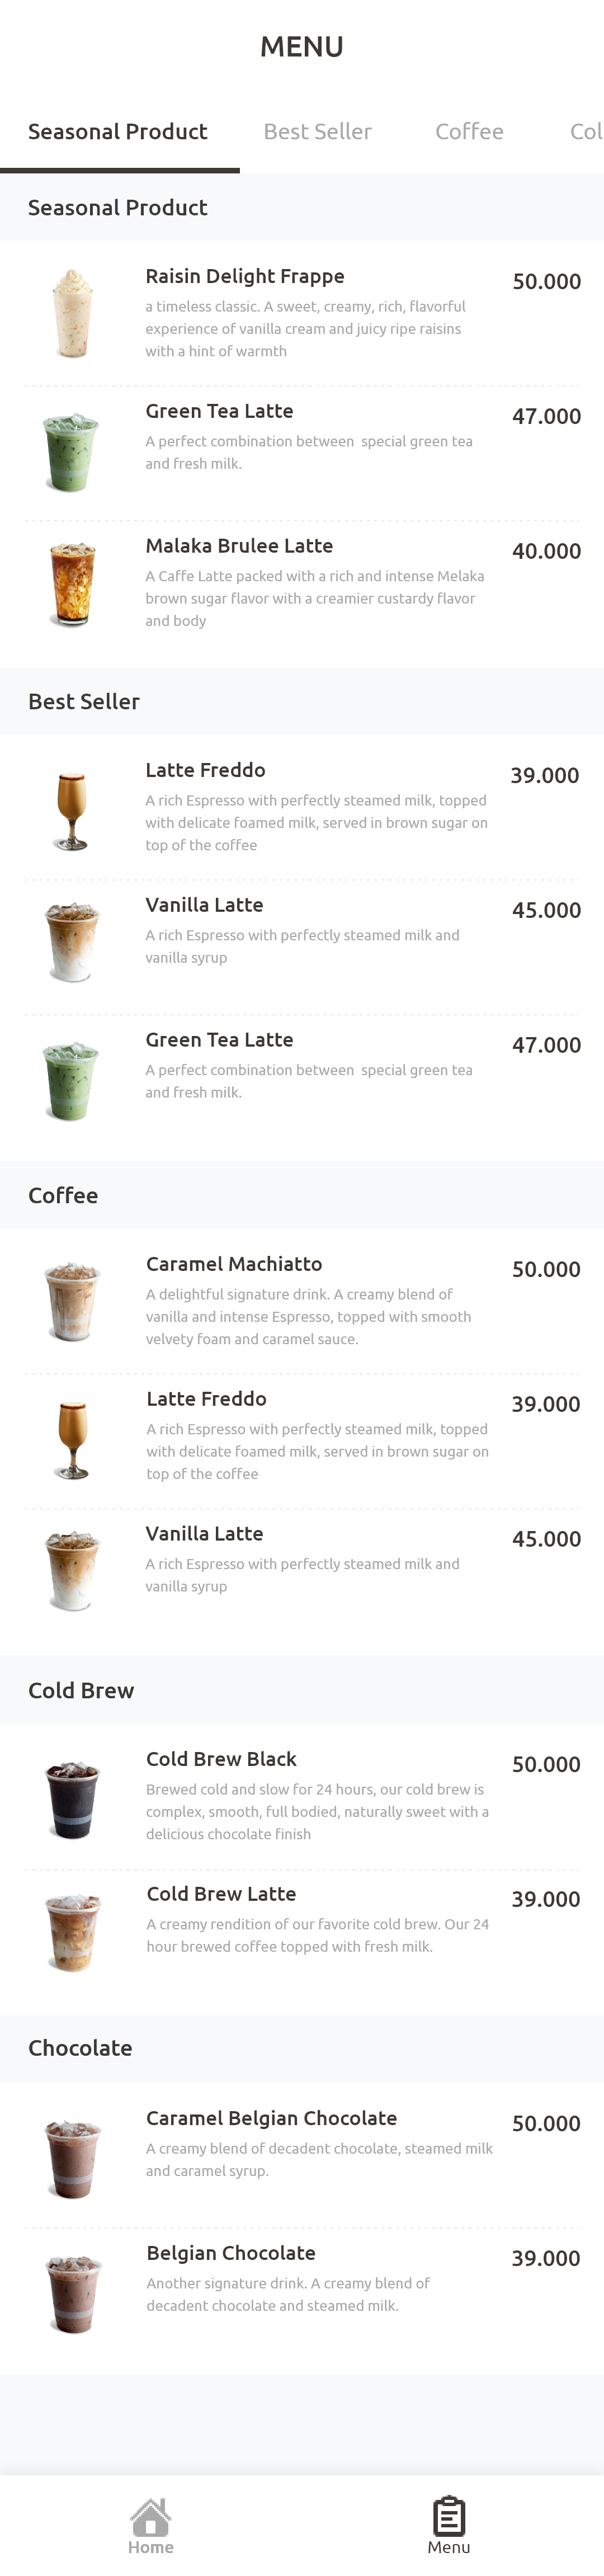 MENU
Seasonal Product Best Seller Coffee Col
Seasonal Product
Raisin Delight Frappe 50.000
a timeless classic. A sweet, creamy, rich, flavorful
experience of vanilla cream and juicy ripe raisins
with a hint of warmth
Green Tea Latte 47.000
A perfect combination between  special green tea
and fresh milk.
Malaka Brulee Latte 40.000
A Caffe Latte packed with a rich and intense Melaka
brown sugar flavor with a creamier custardy flavor
and body
Best Seller
Latte Freddo 39.000
A rich Espresso with perfectly steamed milk, topped
with delicate foamed milk, served in brown sugar on
top of the coffee
Vanilla Latte 45.000
A rich Espresso with perfectly steamed milk and
vanilla syrup
Green Tea Latte 47.000
A perfect combination between  special green tea
and fresh milk.
Coffee
Caramel Machiatto 50.000
A delightful signature drink. A creamy blend of
vanilla and intense Espresso, topped with smooth
velvety foam and caramel sauce.
Latte Freddo 39.000
A rich Espresso with perfectly steamed milk, topped
with delicate foamed milk, served in brown sugar on
top of the coffee
Vanilla Latte 45.000
A rich Espresso with perfectly steamed milk and
vanilla syrup
Cold Brew
Cold Brew Black 50.000
Brewed cold and slow for 24 hours, our cold brew is
complex, smooth, full bodied, naturally sweet with a
delicious chocolate finish
Cold Brew Latte 39.000
A creamy rendition of our favorite cold brew. Our 24
hour brewed coffee topped with fresh milk.
Chocolate
Caramel Belgian Chocolate 50.000
A creamy blend of decadent chocolate, steamed milk
and caramel syrup.
Belgian Chocolate 39.000
Another signature drink. A creamy blend of
decadent chocolate and steamed milk.
Home Menu